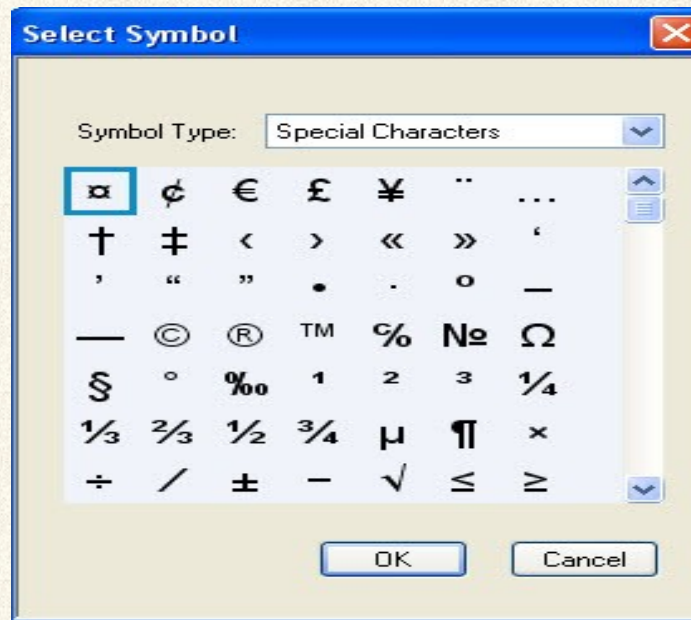 Select Symbol
Symbol Type: Special Characters
¤ ¢ € £ ¥ ¨ …
† ‡ ‹ › « » ‘
’ “ ” • · º –
— © ® ™ ℅ № Ω
§ ° ‰ ¹ ² ³ ¼
⅓ ⅔ ½ ¾ µ ¶ ×
÷ ⁄ ± − √ ≤ ≥
OK Cancel